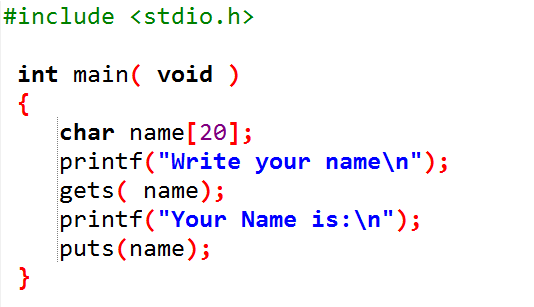 #include <stdio.h>
int main( void )
{
char name[20];
printf("Write your name\n");
gets( name);
printf("Your Name is:\n");
puts(name);
}